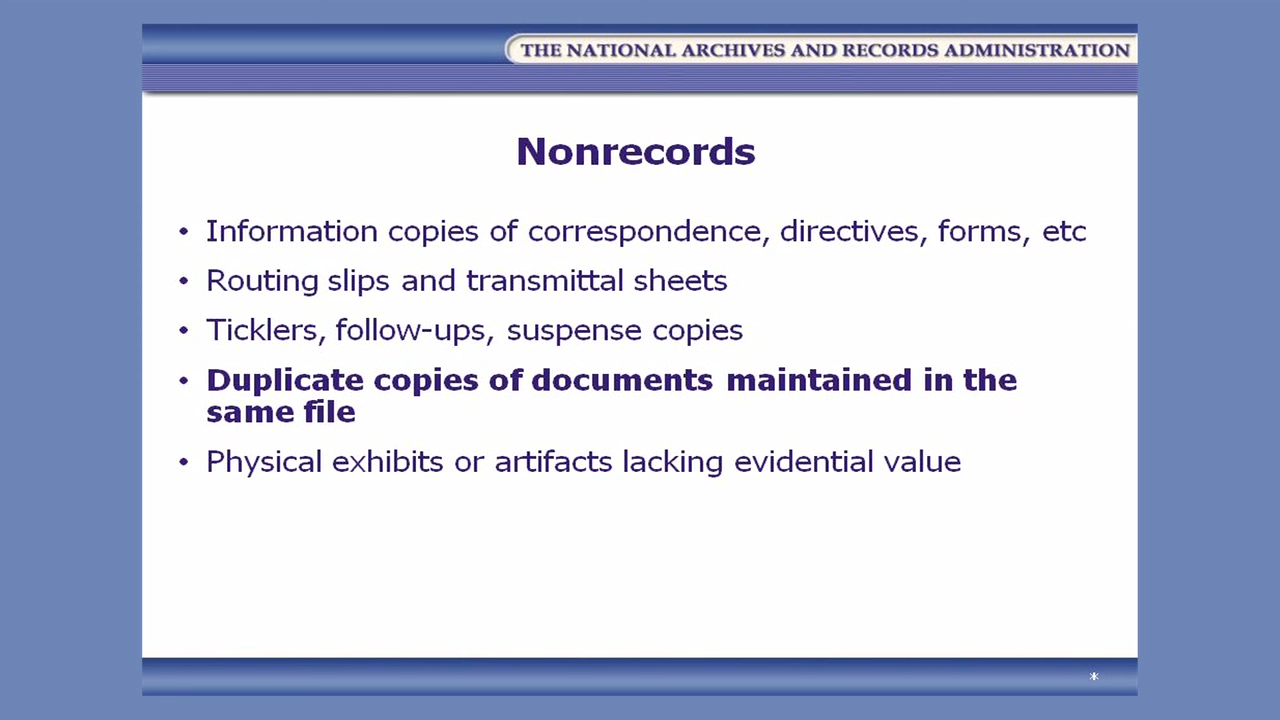 THE NATIONAL ARCHIVES AND RECORDS ADMINISTRATION
Nonrecords
• Information copies of correspondence, directives, forms, etc
• Routing slips and transmittal sheets
• Ticklers, follow-ups, suspense copies
• Duplicate copies of documents maintained in the
same file
• Physical exhibits or artifacts lacking evidential value
*